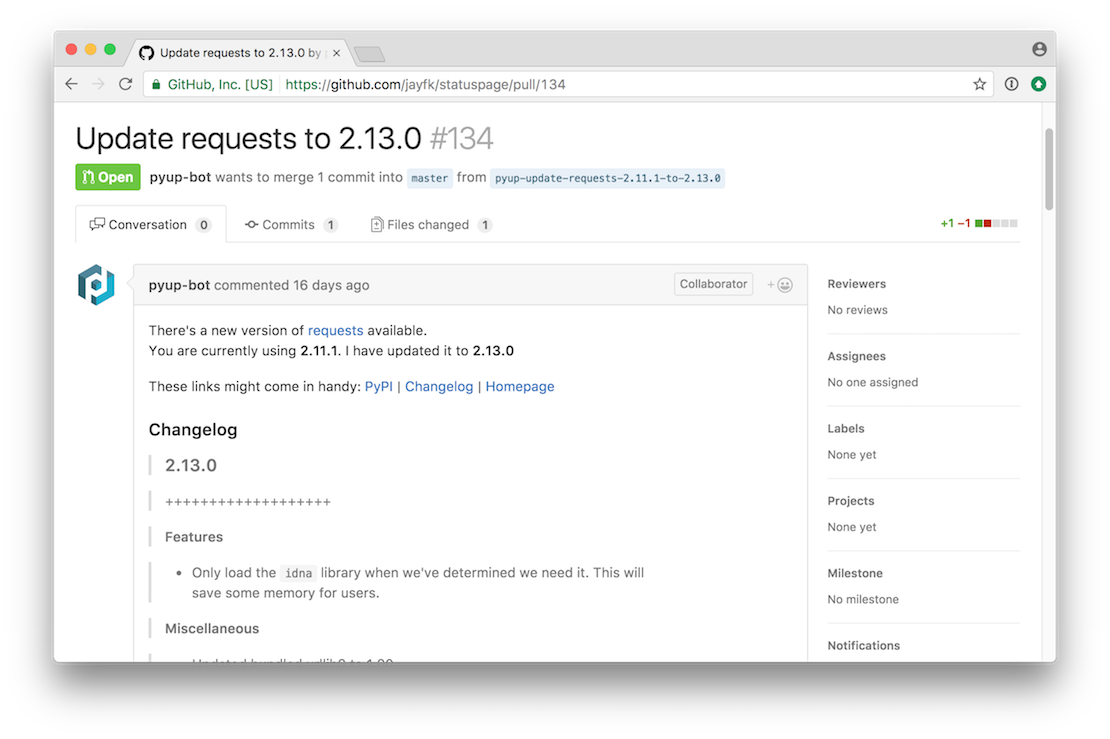 Update requests to 2.13.0 by
GitHub, Inc. [US] https://github.com/jayfk/statuspage/pull/134
Update requests to 2.13.0 #134
Open pyup-bot wants to merge 1 commit into master from pyup-update-requests-2.11.1-to-2.13.0
Conversation 0 Commits 1 Files changed 1 +1 −1
pyup-bot commented 16 days ago Collaborator +
There's a new version of requests available.
You are currently using 2.11.1. I have updated it to 2.13.0
These links might come in handy: PyPI | Changelog | Homepage
Changelog
2.13.0
+++++++++++++++++++
Features
• Only load the idna library when we've determined we need it. This will
save some memory for users.
Miscellaneous
Reviewers
No reviews
Assignees
No one assigned
Labels
None yet
Projects
None yet
Milestone
No milestone
Notifications